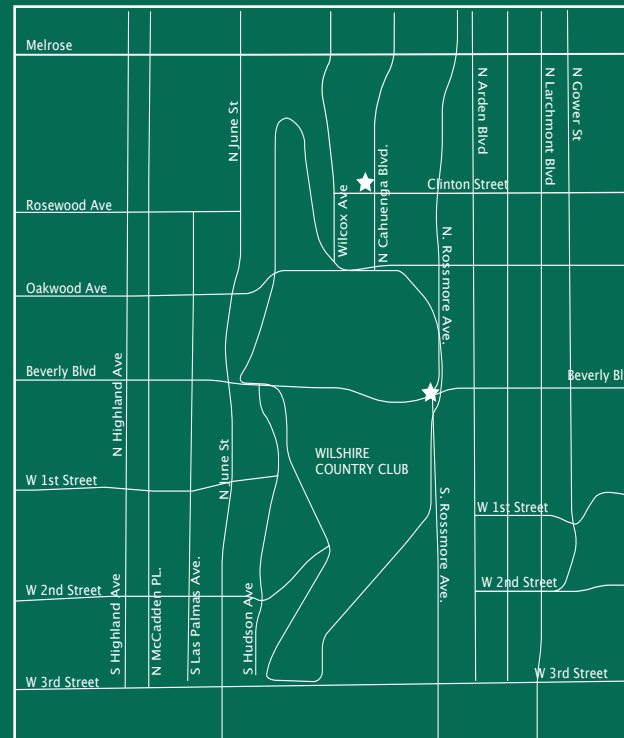 Melrose
N June St
N Arden Blvd
N Larchmont Blvd
N Gower St
Wilcox Ave
N Cahuenga Blvd.
Clinton Street
Rosewood Ave
N. Rossmore Ave.
Oakwood Ave
N Highland Ave
Beverly Blvd
Beverly Bl
WILSHIRE
COUNTRY CLUB
N June St
W 1st Street
S. Rossmore Ave.
W 1st Street
W 2nd Street
S Highland Ave
N McCadden PL.
S Las Palmas Ave.
S Hudson Ave
W 2nd Street
W 3rd Street
W 3rd Street